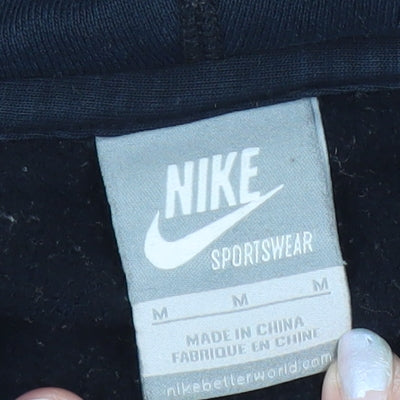 NIKE
SPORTSWEAR
M M M
MADE IN CHINA
FABRIQUE EN CHINE
nikebetterworld.com